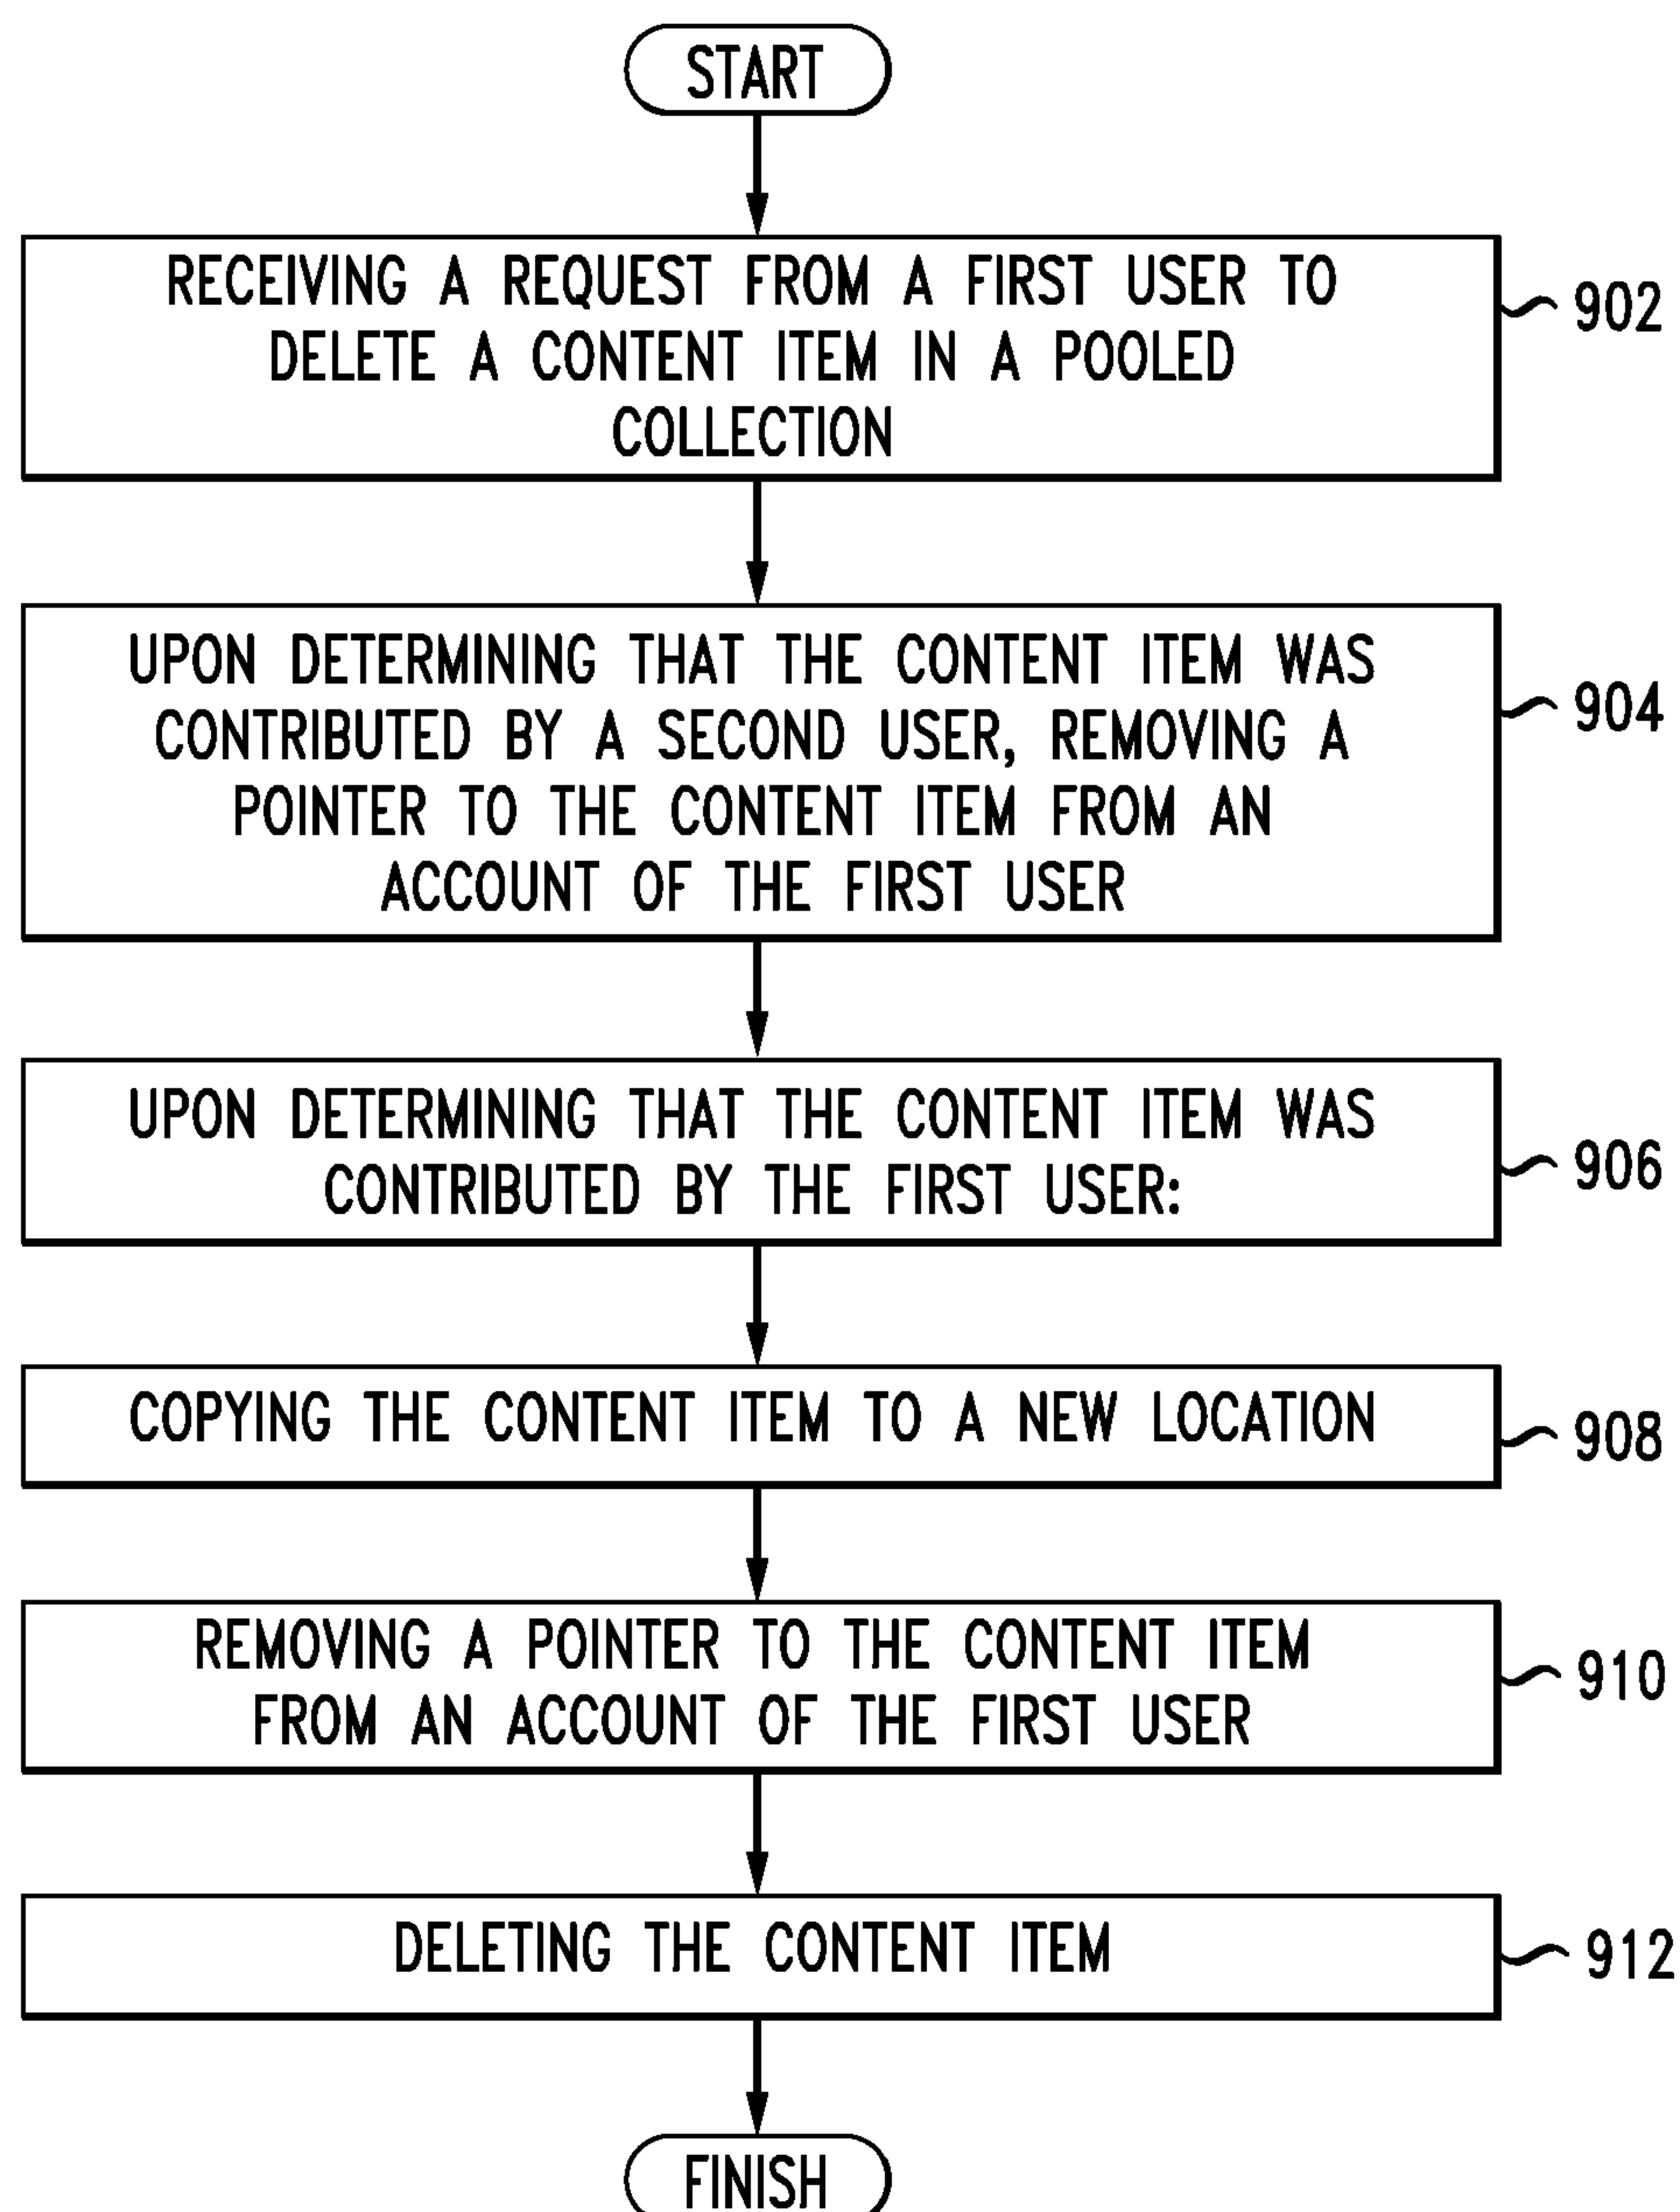 START
RECEIVING A REQUEST FROM A FIRST USER TO
DELETE A CONTENT ITEM IN A POOLED
COLLECTION
902
UPON DETERMINING THAT THE CONTENT ITEM WAS
CONTRIBUTED BY A SECOND USER, REMOVING A
POINTER TO THE CONTENT ITEM FROM AN
ACCOUNT OF THE FIRST USER
904
UPON DETERMINING THAT THE CONTENT ITEM WAS
CONTRIBUTED BY THE FIRST USER:
906
COPYING THE CONTENT ITEM TO A NEW LOCATION
908
REMOVING A POINTER TO THE CONTENT ITEM
FROM AN ACCOUNT OF THE FIRST USER
910
DELETING THE CONTENT ITEM
912
FINISH